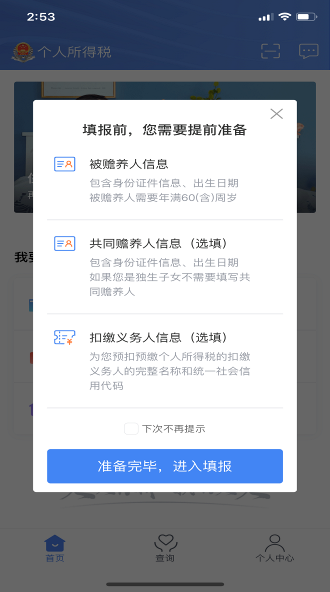 2:53
个人所得税
填报前，您需要提前准备
被赡养人信息
包含身份证件信息、出生日期
被赡养人需要年满60(含)周岁
共同赡养人信息（选填）
包含身份证件信息、出生日期
如果您是独生子女不需要填写共
同赡养人
扣缴义务人信息（选填）
为您预扣预缴个人所得税的扣缴
义务人的完整名称和统一社会信
用代码
下次不再提示
准备完毕，进入填报
首页
查询
个人中心